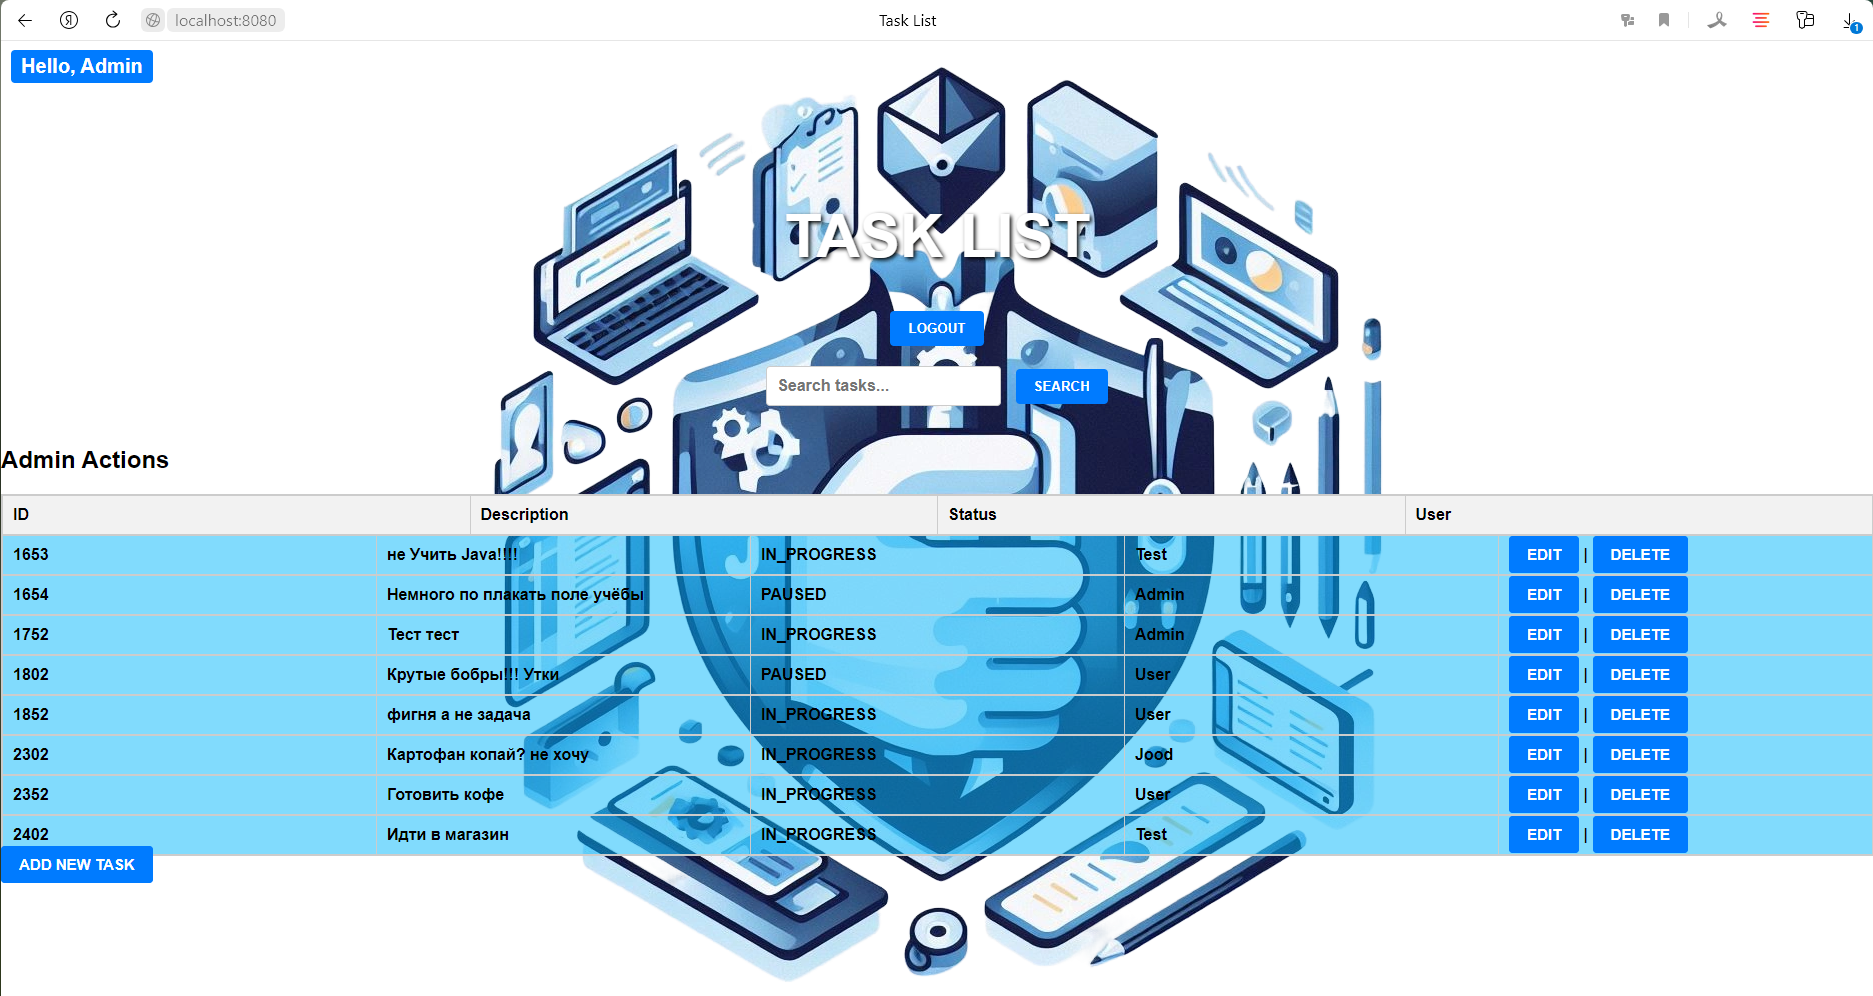 localhost:8080 Task List 1
Hello, Admin
TASK LIST
LOGOUT
Search tasks... SEARCH
Admin Actions
ID Description Status User
1653 не Учить Java!!!! IN_PROGRESS Test EDIT | DELETE
1654 Немного по плакать поле учёбы PAUSED Admin EDIT | DELETE
1752 Тест тест IN_PROGRESS Admin EDIT | DELETE
1802 Крутые бобры!!! Утки PAUSED User EDIT | DELETE
1852 фигня а не задача IN_PROGRESS User EDIT | DELETE
2302 Картофан копай? не хочу IN_PROGRESS Jood EDIT | DELETE
2352 Готовить кофе IN_PROGRESS User EDIT | DELETE
2402 Идти в магазин IN_PROGRESS Test EDIT | DELETE
ADD NEW TASK